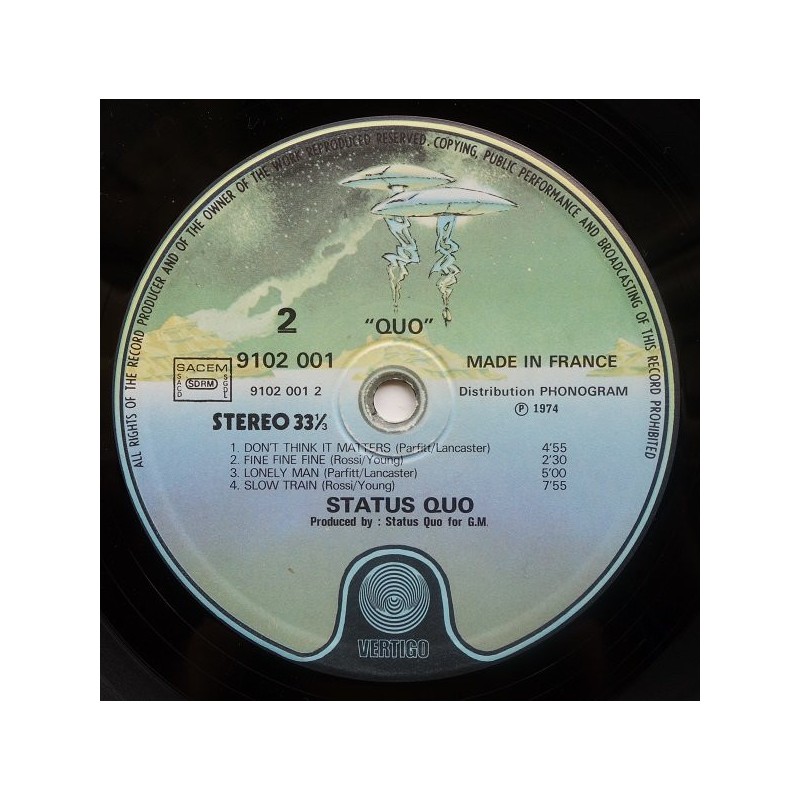 ALL RIGHTS OF THE RECORD PRODUCER AND OF THE OWNER OF THE WORK REPRODUCED RESERVED. COPYING, PUBLIC PERFORMANCE AND BROADCASTING OF THIS RECORD PROHIBITED
2 "QUO"
SACEM
SACD SDRM SGDL
9102 001 MADE IN FRANCE
9102 001 2 Distribution PHONOGRAM
℗ 1974
STEREO 33⅓
1. DON'T THINK IT MATTERS (Parfitt/Lancaster) 4'55
2. FINE FINE FINE (Rossi/Young) 2'30
3. LONELY MAN (Parfitt/Lancaster) 5'00
4. SLOW TRAIN (Rossi/Young) 7'55
STATUS QUO
Produced by : Status Quo for G.M.
VERTIGO